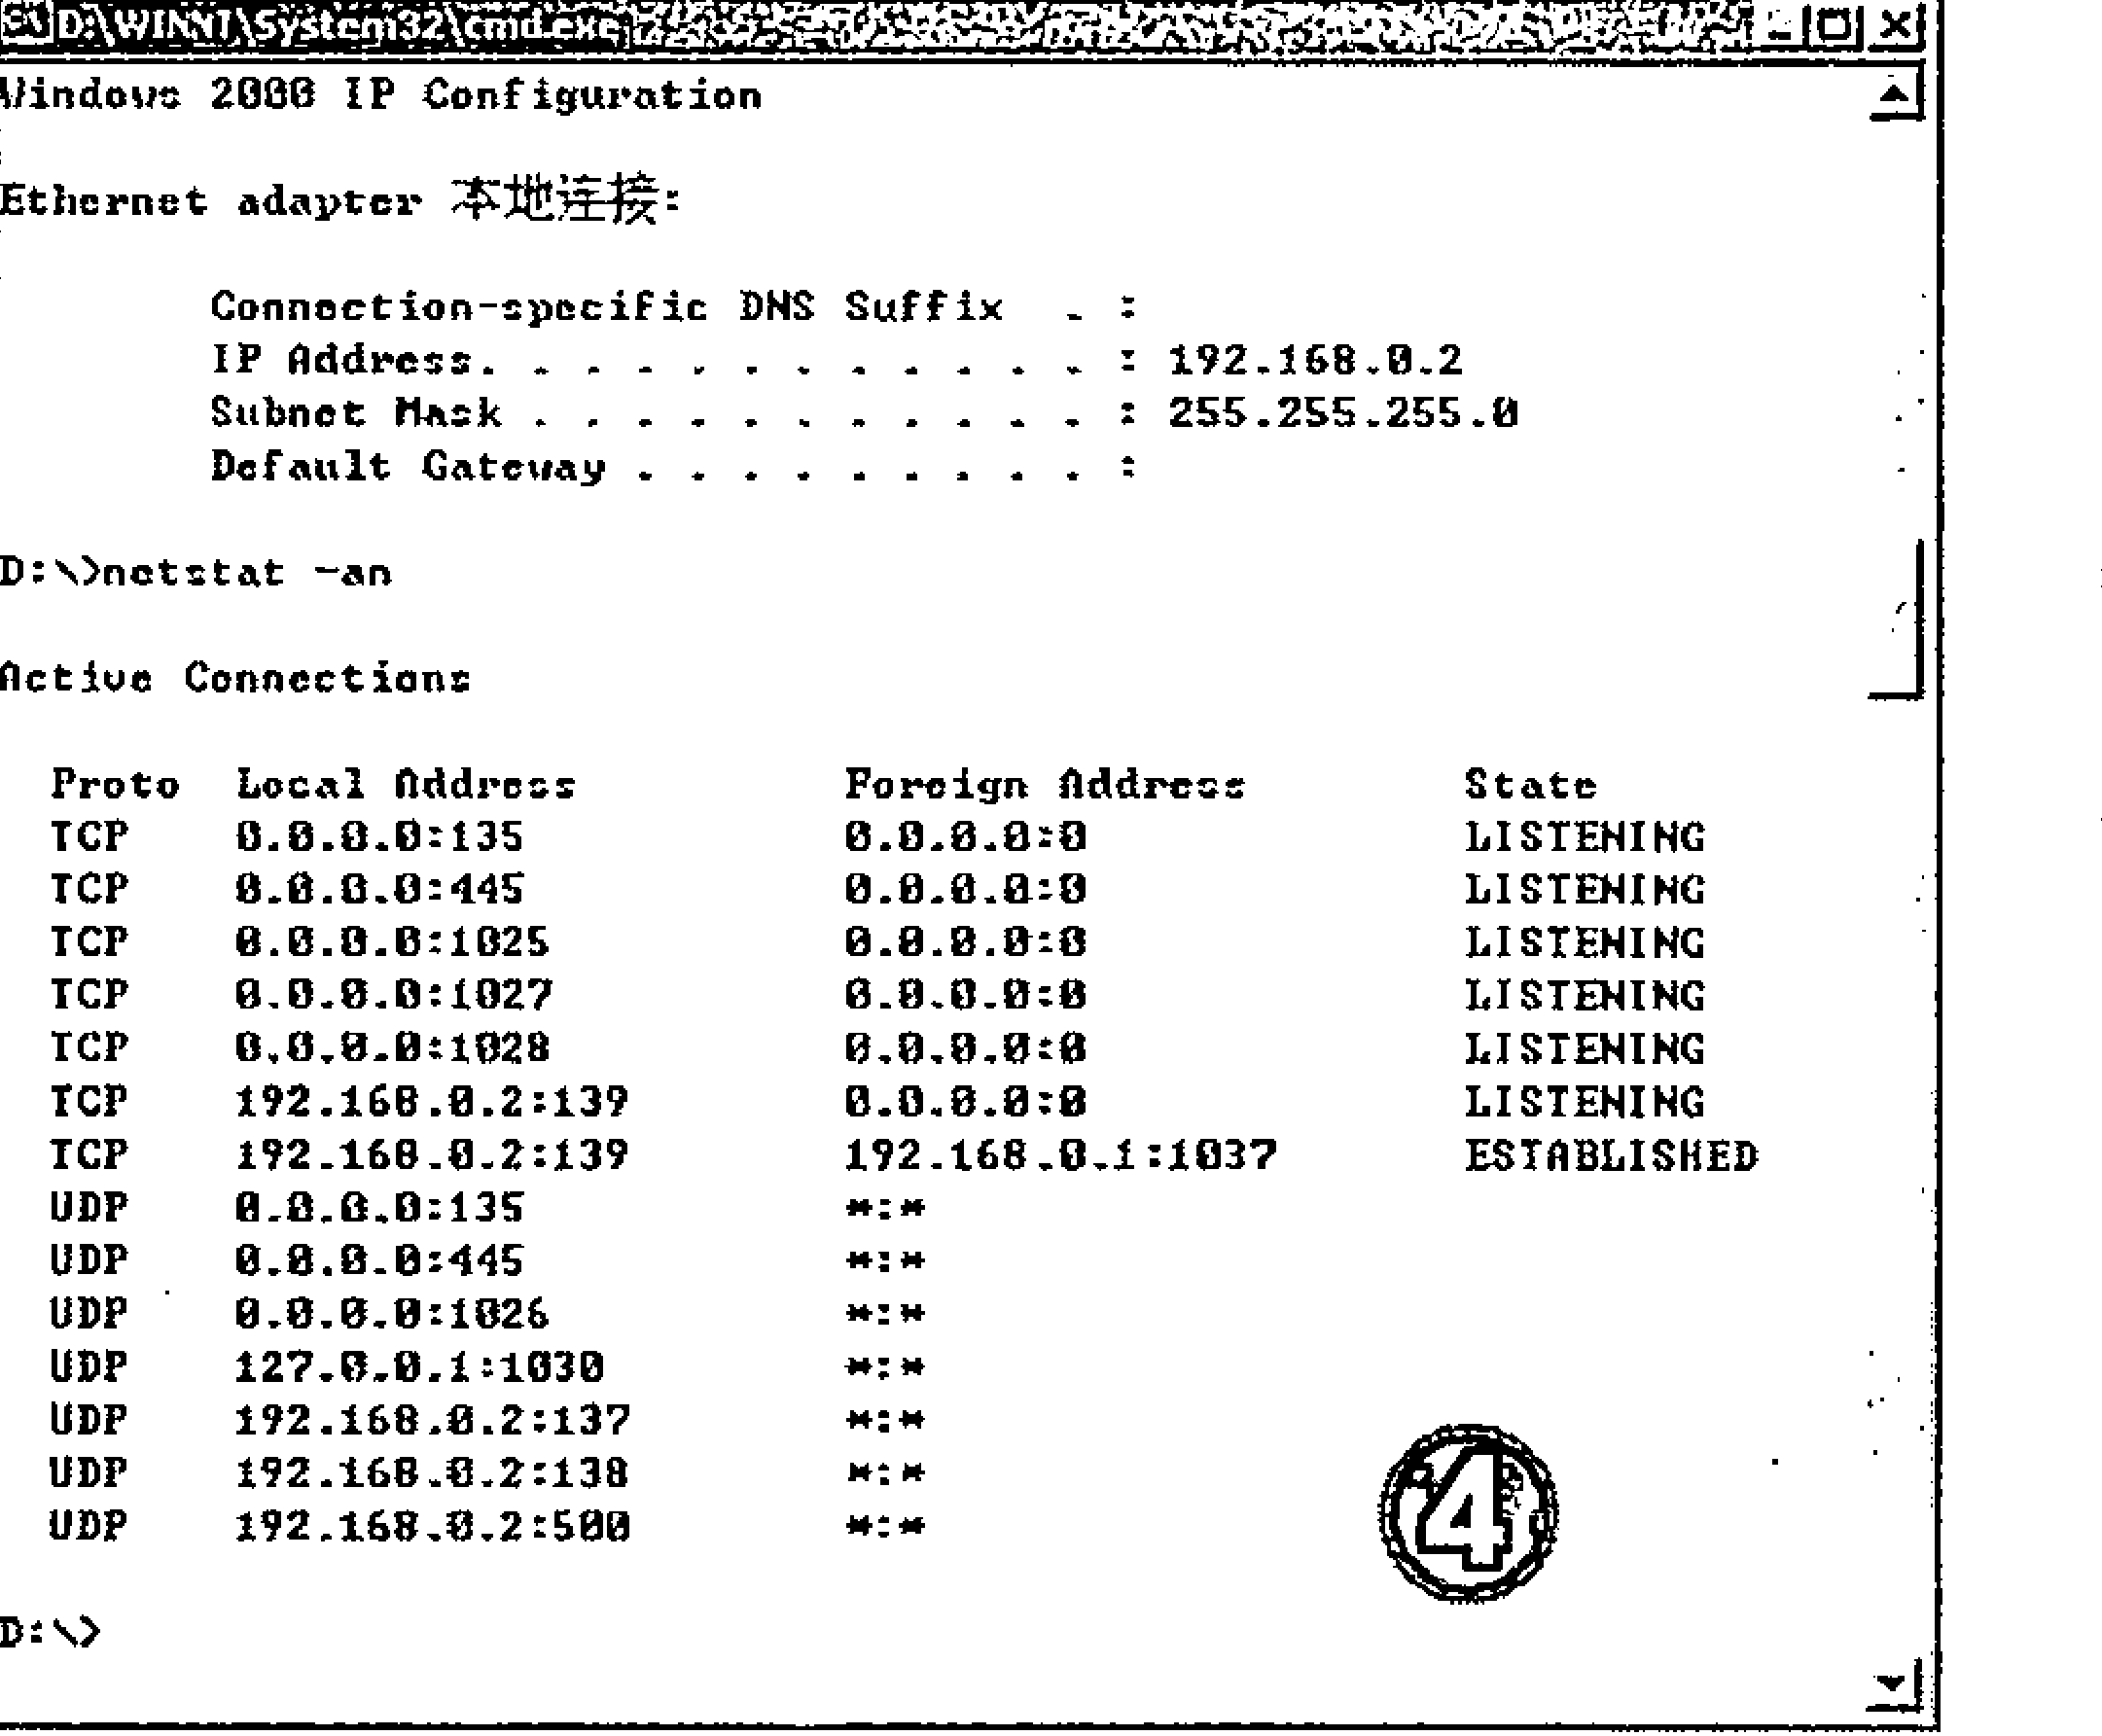 D:\WINNT\System32\cmd.exe
Windows 2000 IP Configuration
Ethernet adapter 本地连接:
Connection-specific DNS Suffix  . :
IP Address. . . . . . . . . . . . : 192.168.0.2
Subnet Mask . . . . . . . . . . . : 255.255.255.0
Default Gateway . . . . . . . . . :
D:\>netstat -an
Active Connections
Proto  Local Address          Foreign Address        State
TCP    0.0.0.0:135            0.0.0.0:0              LISTENING
TCP    0.0.0.0:445            0.0.0.0:0              LISTENING
TCP    0.0.0.0:1025           0.0.0.0:0              LISTENING
TCP    0.0.0.0:1027           0.0.0.0:0              LISTENING
TCP    0.0.0.0:1028           0.0.0.0:0              LISTENING
TCP    192.168.0.2:139        0.0.0.0:0              LISTENING
TCP    192.168.0.2:139        192.168.0.1:1037       ESTABLISHED
UDP    0.0.0.0:135            *:*
UDP    0.0.0.0:445            *:*
UDP    0.0.0.0:1026           *:*
UDP    127.0.0.1:1030         *:*
UDP    192.168.0.2:137        *:*
UDP    192.168.0.2:138        *:*
UDP    192.168.0.2:500        *:*
4
D:\>